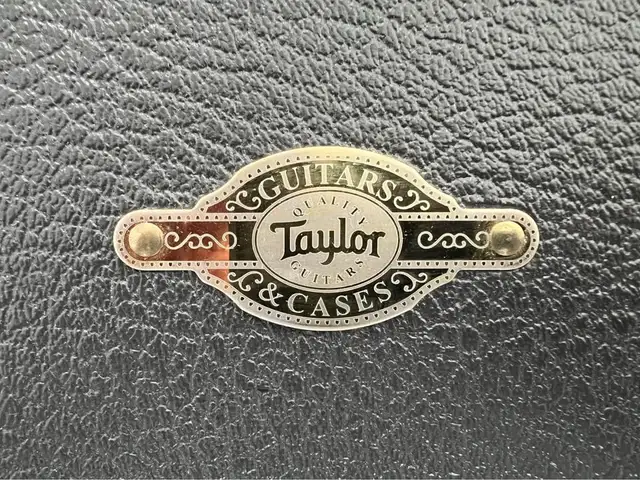 GUITARS
QUALITY
Taylor
GUITARS
& CASES